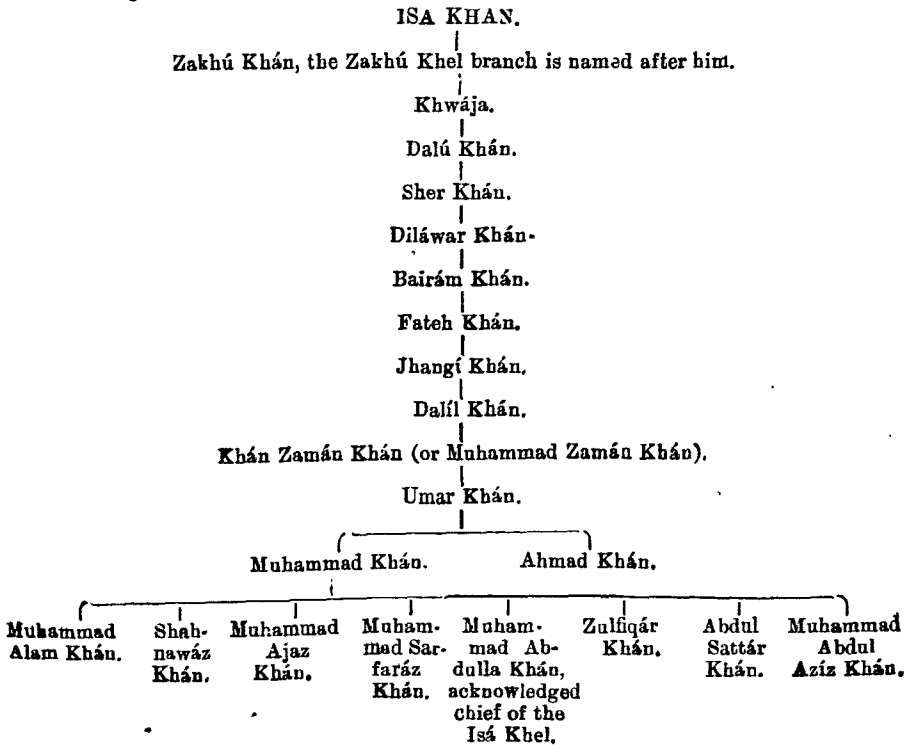 ISA KHAN.
Zakhú Khán, the Zakhú Khel branch is named after him.
Khwája.
Dalú Khán.
Sher Khán.
Diláwar Khán.
Bairám Khán.
Fateh Khán.
Jhangí Khán.
Dalíl Khán.
Khán Zamán Khán (or Muhammad Zamán Khán).
Umar Khán.
Muhammad Khán. Ahmad Khán.
Muhammad
Alam Khán.
Shah-
nawáz
Khán.
Muhammad
Ajaz
Khán.
Muham-
mad Sar-
faráz
Khán.
Muham-
mad Ab-
dulla Khán,
acknowledged
chief of the
Isá Khel.
Zulfiqár
Khán.
Abdul
Sattár
Khán.
Muhammad
Abdul
Azíz Khán.